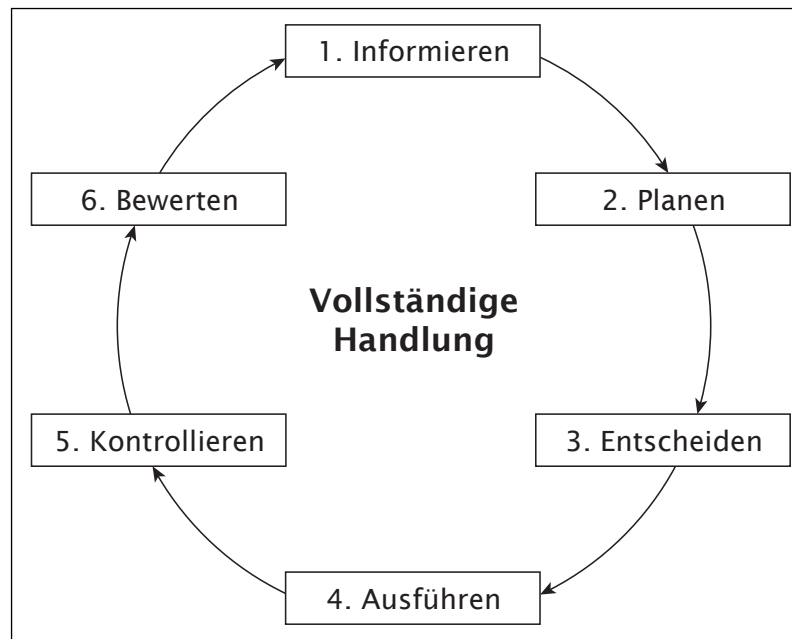 1. Informieren
2. Planen
3. Entscheiden
4. Ausführen
5. Kontrollieren
6. Bewerten
Vollständige
Handlung